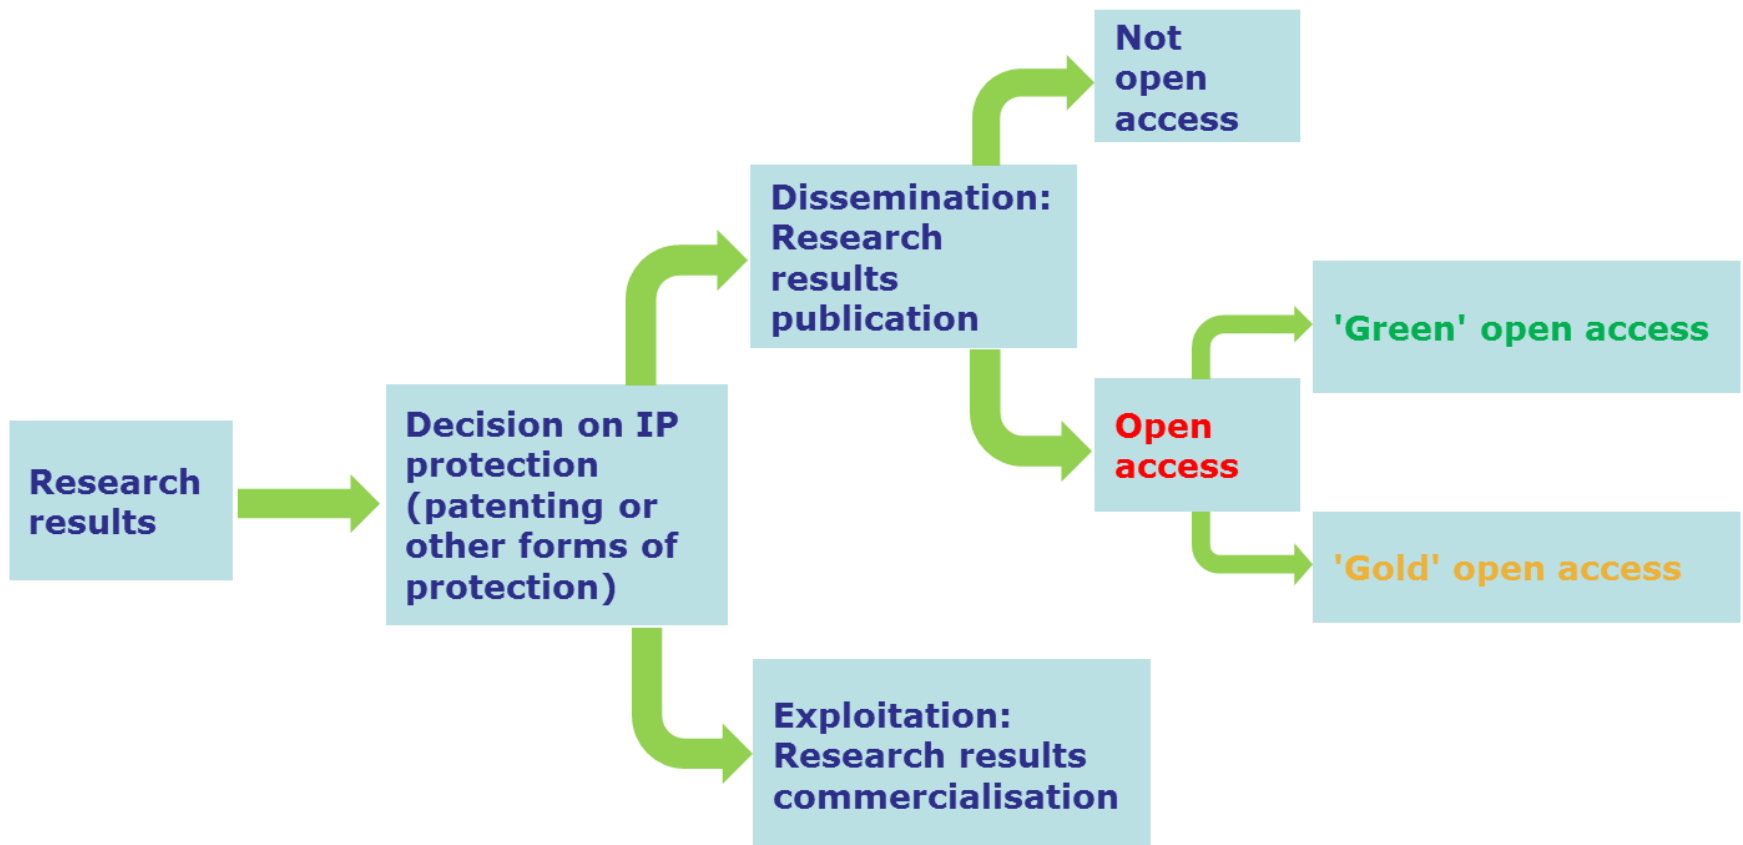 Research
results
Decision on IP
protection
(patenting or
other forms of
protection)
Dissemination:
Research
results
publication
Not
open
access
Open
access
'Green' open access
'Gold' open access
Exploitation:
Research results
commercialisation